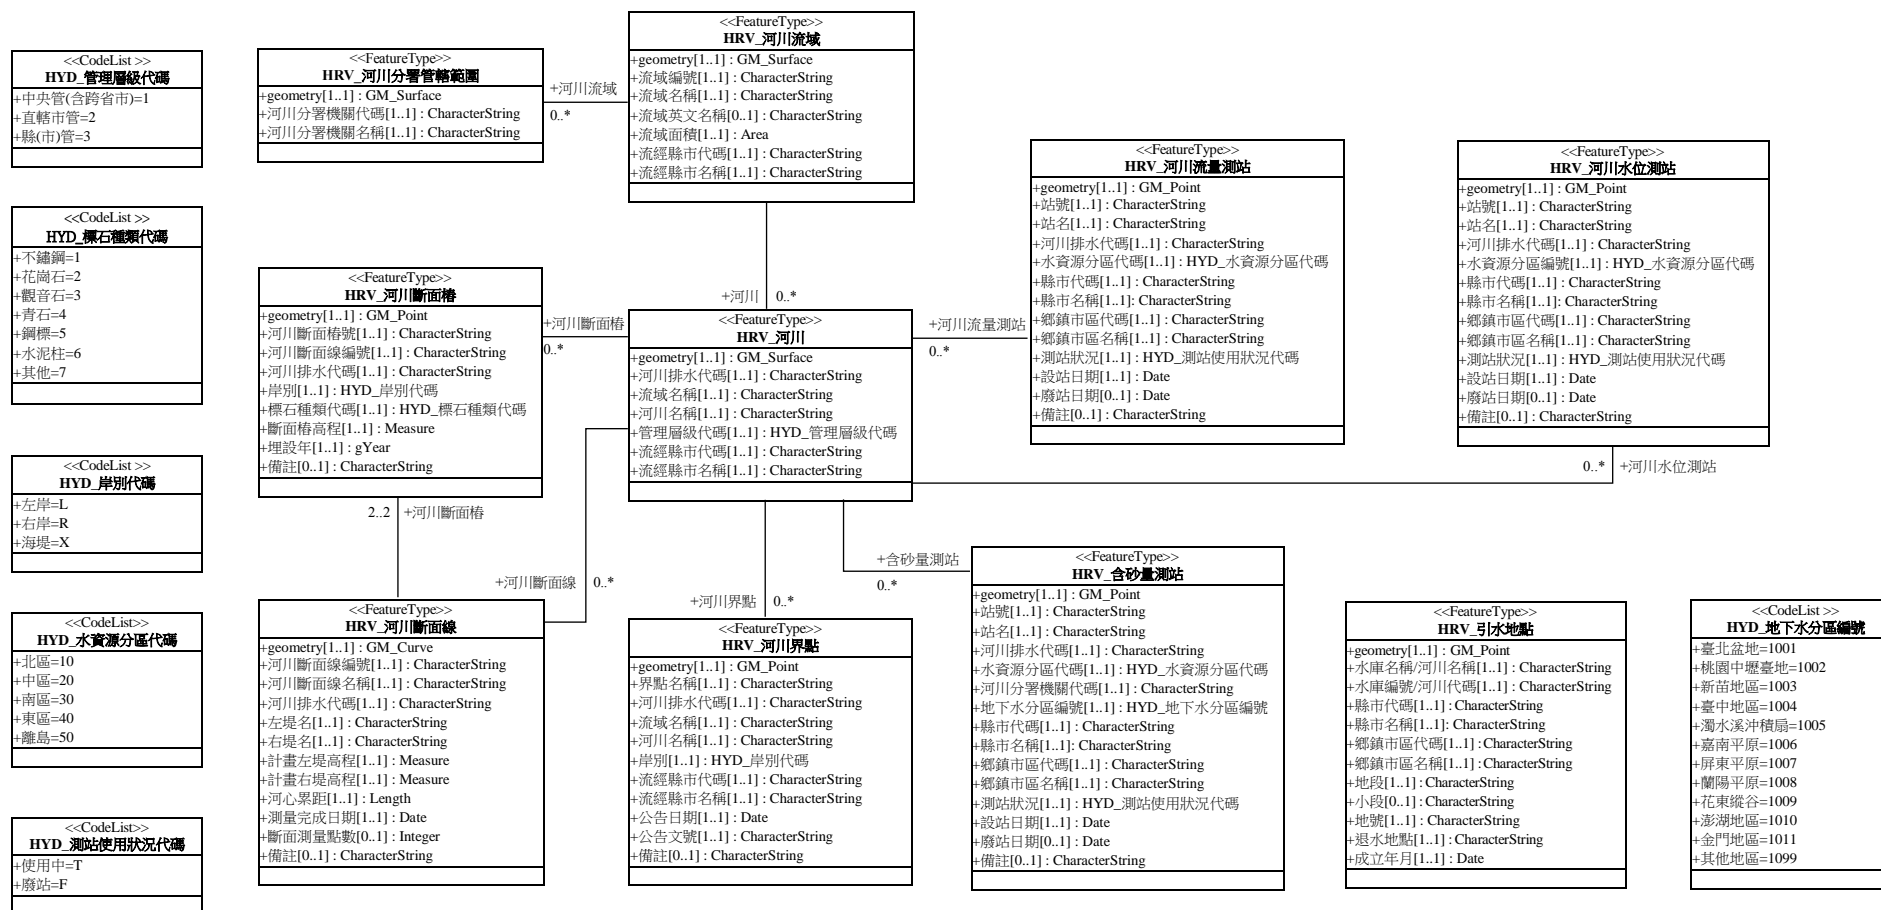 <<CodeList >>
HYD_管理層級代碼
+中央管(含跨省市)=1
+直轄市管=2
+縣(市)管=3
<<CodeList >>
HYD_標石種類代碼
+不鏽鋼=1
+花崗石=2
+觀音石=3
+青石=4
+鋼標=5
+水泥柱=6
+其他=7
<<CodeList >>
HYD_岸別代碼
+左岸=L
+右岸=R
+海堤=X
<<CodeList>>
HYD_水資源分區代碼
+北區=10
+中區=20
+南區=30
+東區=40
+離島=50
<<CodeList>>
HYD_測站使用狀況代碼
+使用中=T
+廢站=F
<<FeatureType>>
HRV_河川分署管轄範圍
+geometry[1..1] : GM_Surface
+河川分署機關代碼[1..1] : CharacterString
+河川分署機關名稱[1..1] : CharacterString
+河川流域
0..*
<<FeatureType>>
HRV_河川流域
+geometry[1..1] : GM_Surface
+流域編號[1..1] : CharacterString
+流域名稱[1..1] : CharacterString
+流域英文名稱[0..1] : CharacterString
+流域面積[1..1] : Area
+流經縣市代碼[1..1] : CharacterString
+流經縣市名稱[1..1] : CharacterString
+河川 0..*
<<FeatureType>>
HRV_河川斷面樁
+geometry[1..1] : GM_Point
+河川斷面樁號[1..1] : CharacterString
+河川斷面線編號[1..1] : CharacterString
+河川排水代碼[1..1] : CharacterString
+岸別[1..1] : HYD_岸別代碼
+標石種類代碼[1..1] : HYD_標石種類代碼
+斷面樁高程[1..1] : Measure
+埋設年[1..1] : gYear
+備註[0..1] : CharacterString
+河川斷面樁
0..*
2..2 +河川斷面樁
<<FeatureType>>
HRV_河川
+geometry[1..1] : GM_Surface
+河川排水代碼[1..1] : CharacterString
+流域名稱[1..1] : CharacterString
+河川名稱[1..1] : CharacterString
+管理層級代碼[1..1] : HYD_管理層級代碼
+流經縣市代碼[1..1] : CharacterString
+流經縣市名稱[1..1] : CharacterString
+河川流量測站
0..*
<<FeatureType>>
HRV_河川流量測站
+geometry[1..1] : GM_Point
+站號[1..1] : CharacterString
+站名[1..1] : CharacterString
+河川排水代碼[1..1] : CharacterString
+水資源分區代碼[1..1] : HYD_水資源分區代碼
+縣市代碼[1..1] : CharacterString
+縣市名稱[1..1]: CharacterString
+鄉鎮市區代碼[1..1] : CharacterString
+鄉鎮市區名稱[1..1] : CharacterString
+測站狀況[1..1] : HYD_測站使用狀況代碼
+設站日期[1..1] : Date
+廢站日期[0..1] : Date
+備註[0..1] : CharacterString
<<FeatureType>>
HRV_河川水位測站
+geometry[1..1] : GM_Point
+站號[1..1] : CharacterString
+站名[1..1] : CharacterString
+河川排水代碼[1..1] : CharacterString
+水資源分區編號[1..1] : HYD_水資源分區代碼
+縣市代碼[1..1] : CharacterString
+縣市名稱[1..1]: CharacterString
+鄉鎮市區代碼[1..1] : CharacterString
+鄉鎮市區名稱[1..1] : CharacterString
+測站狀況[1..1] : HYD_測站使用狀況代碼
+設站日期[1..1] : Date
+廢站日期[0..1] : Date
+備註[0..1] : CharacterString
0..* +河川水位測站
+河川斷面線 0..*
<<FeatureType>>
HRV_河川斷面線
+geometry[1..1] : GM_Curve
+河川斷面線編號[1..1] : CharacterString
+河川斷面線名稱[1..1] : CharacterString
+河川排水代碼[1..1] : CharacterString
+左堤名[1..1] : CharacterString
+右堤名[1..1] : CharacterString
+計畫左堤高程[1..1] : Measure
+計畫右堤高程[1..1] : Measure
+河心累距[1..1] : Length
+測量完成日期[1..1] : Date
+斷面測量點數[0..1] : Integer
+備註[0..1] : CharacterString
+河川界點 0..*
<<FeatureType>>
HRV_河川界點
+geometry[1..1] : GM_Point
+界點名稱[1..1] : CharacterString
+河川排水代碼[1..1] : CharacterString
+流域名稱[1..1] : CharacterString
+河川名稱[1..1] : CharacterString
+岸別[1..1] : HYD_岸別代碼
+流經縣市代碼[1..1] : CharacterString
+流經縣市名稱[1..1] : CharacterString
+公告日期[1..1] : Date
+公告文號[1..1] : CharacterString
+備註[0..1] : CharacterString
+含砂量測站
0..*
<<FeatureType>>
HRV_含砂量測站
+geometry[1..1] : GM_Point
+站號[1..1] : CharacterString
+站名[1..1] : CharacterString
+河川排水代碼[1..1] : CharacterString
+水資源分區代碼[1..1] : HYD_水資源分區代碼
+河川分署機關代碼[1..1] : CharacterString
+地下水分區編號[1..1] : HYD_地下水分區編號
+縣市代碼[1..1] : CharacterString
+縣市名稱[1..1]: CharacterString
+鄉鎮市區代碼[1..1] : CharacterString
+鄉鎮市區名稱[1..1] : CharacterString
+測站狀況[1..1] : HYD_測站使用狀況代碼
+設站日期[1..1] : Date
+廢站日期[0..1] : Date
+備註[0..1] : CharacterString
<<FeatureType>>
HRV_引水地點
+geometry[1..1] : GM_Point
+水庫名稱/河川名稱[1..1] : CharacterString
+水庫編號/河川代碼[1..1] : CharacterString
+縣市代碼[1..1] : CharacterString
+縣市名稱[1..1] : CharacterString
+鄉鎮市區代碼[1..1] :CharacterString
+鄉鎮市區名稱[1..1] :CharacterString
+地段[1..1] : CharacterString
+小段[0..1] : CharacterString
+地號[1..1] : CharacterString
+退水地點[1..1] : CharacterString
+成立年月[1..1] : Date
<<CodeList >>
HYD_地下水分區編號
+臺北盆地=1001
+桃園中壢臺地=1002
+新苗地區=1003
+臺中地區=1004
+濁水溪沖積扇=1005
+嘉南平原=1006
+屏東平原=1007
+蘭陽平原=1008
+花東縱谷=1009
+澎湖地區=1010
+金門地區=1011
+其他地區=1099